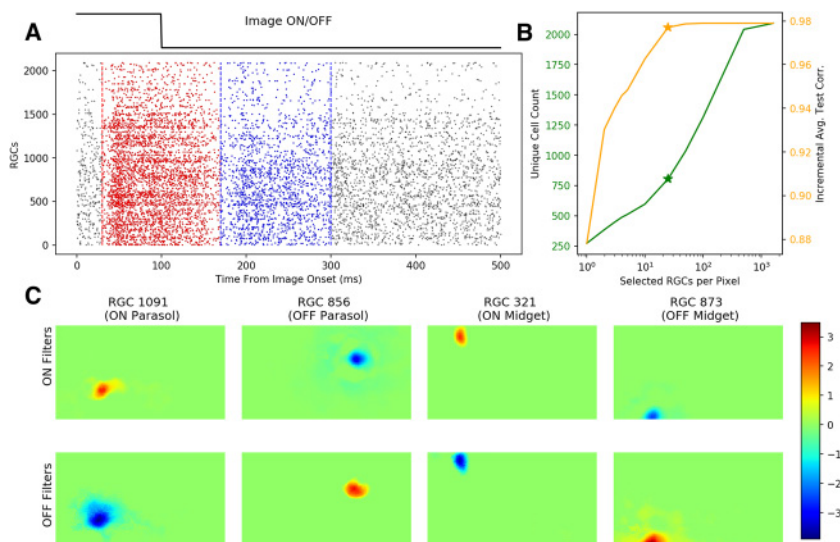 A
Image ON/OFF
B
RGCs
2000
1500
1000
500
0
0 100 200 300 400 500
Time From Image Onset (ms)
Unique Cell Count
2000
1750
1500
1250
1000
750
500
250
10⁰ 10¹ 10² 10³
Selected RGCs per Pixel
0.98
0.96
0.94
0.92
0.90
0.88
Incremental Avg. Test Corr.
C
RGC 1091
(ON Parasol)
RGC 856
(OFF Parasol)
RGC 321
(ON Midget)
RGC 873
(OFF Midget)
ON Filters
OFF Filters
3
2
1
0
−1
−2
−3